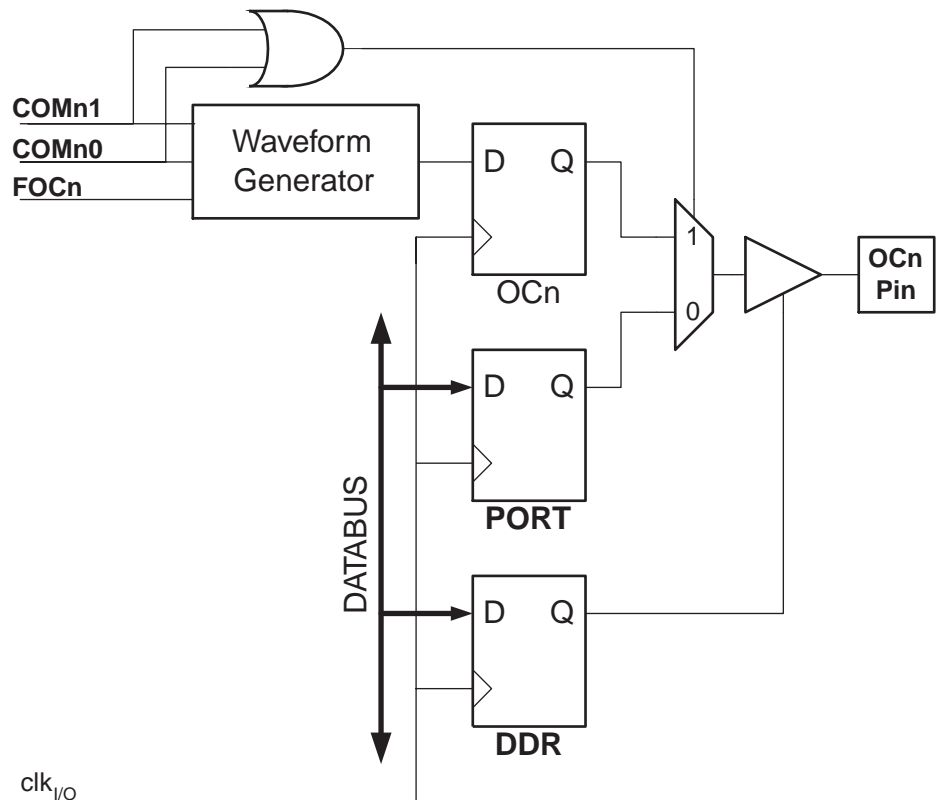 COMn1
COMn0
FOCn
Waveform
Generator
D Q
OCn
1
0
OCn
Pin
D Q
PORT
D Q
DDR
DATABUS
clkI/O